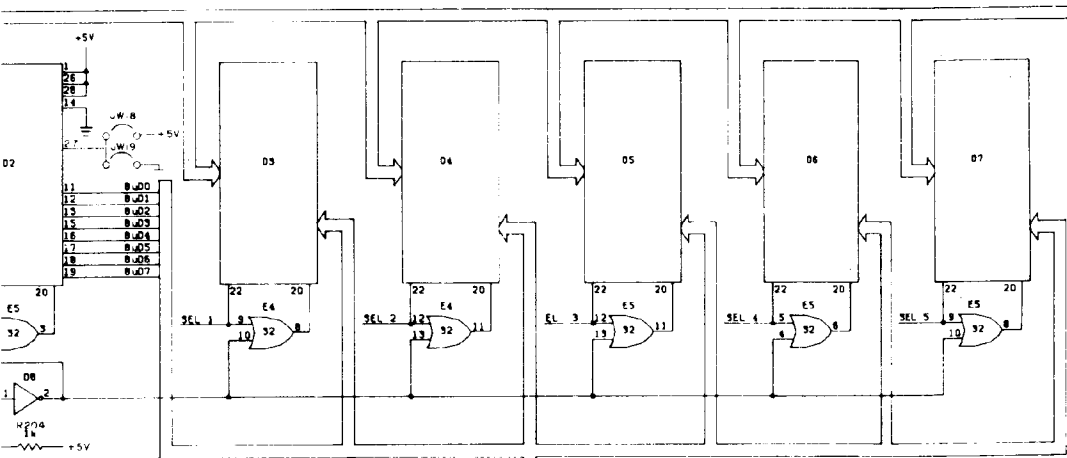 +5V
1
26
28
14
+5V
27
D2
D3
D4
D5
D6
D7
11 BuD0
12 BuD1
13 BuD2
15 BuD3
16 BuD4
17 BuD5
18 BuD6
19 BuD7
20
22 20
22 20
22 20
22 20
22 20
E5
32 3
SEL 1 9 10 E4 32 8
SEL 2 12 13 E4 32 11
EL 3 12 13 E5 32 11
SEL 4 5 4 E5 32 6
SEL 5 9 10 E5 32 8
D8
1 2
R204
1k
+5V